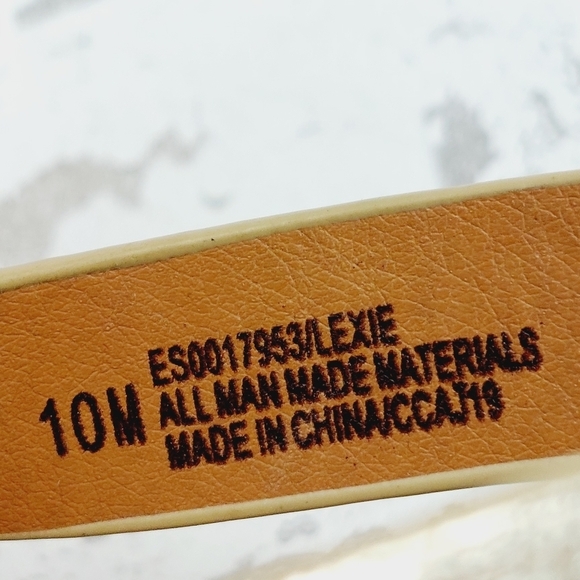 10M
ES0017953/LEXIE
ALL MAN MADE MATERIALS
MADE IN CHINA/CCAJ19